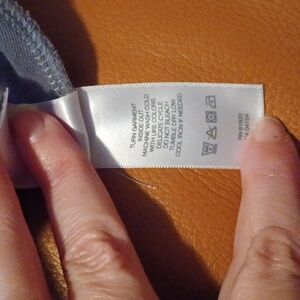 TURN GARMENT
INSIDE OUT
MACHINE WASH COLD
WITH LIKE COLORS
DELICATE CYCLE
DO NOT BLEACH
TUMBLE DRY LOW
COOL IRON IF NEEDED